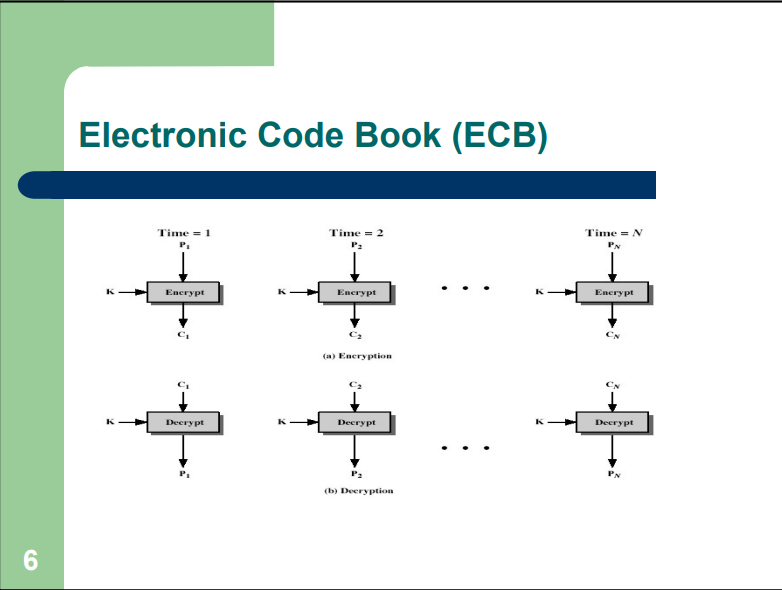 Electronic Code Book (ECB)
Time = 1 Time = 2 Time = N
P1 P2 PN
K Encrypt K Encrypt . . . K Encrypt
C1 C2 CN
(a) Encryption
C1 C2 CN
K Decrypt K Decrypt . . . K Decrypt
P1 P2 PN
(b) Decryption
6